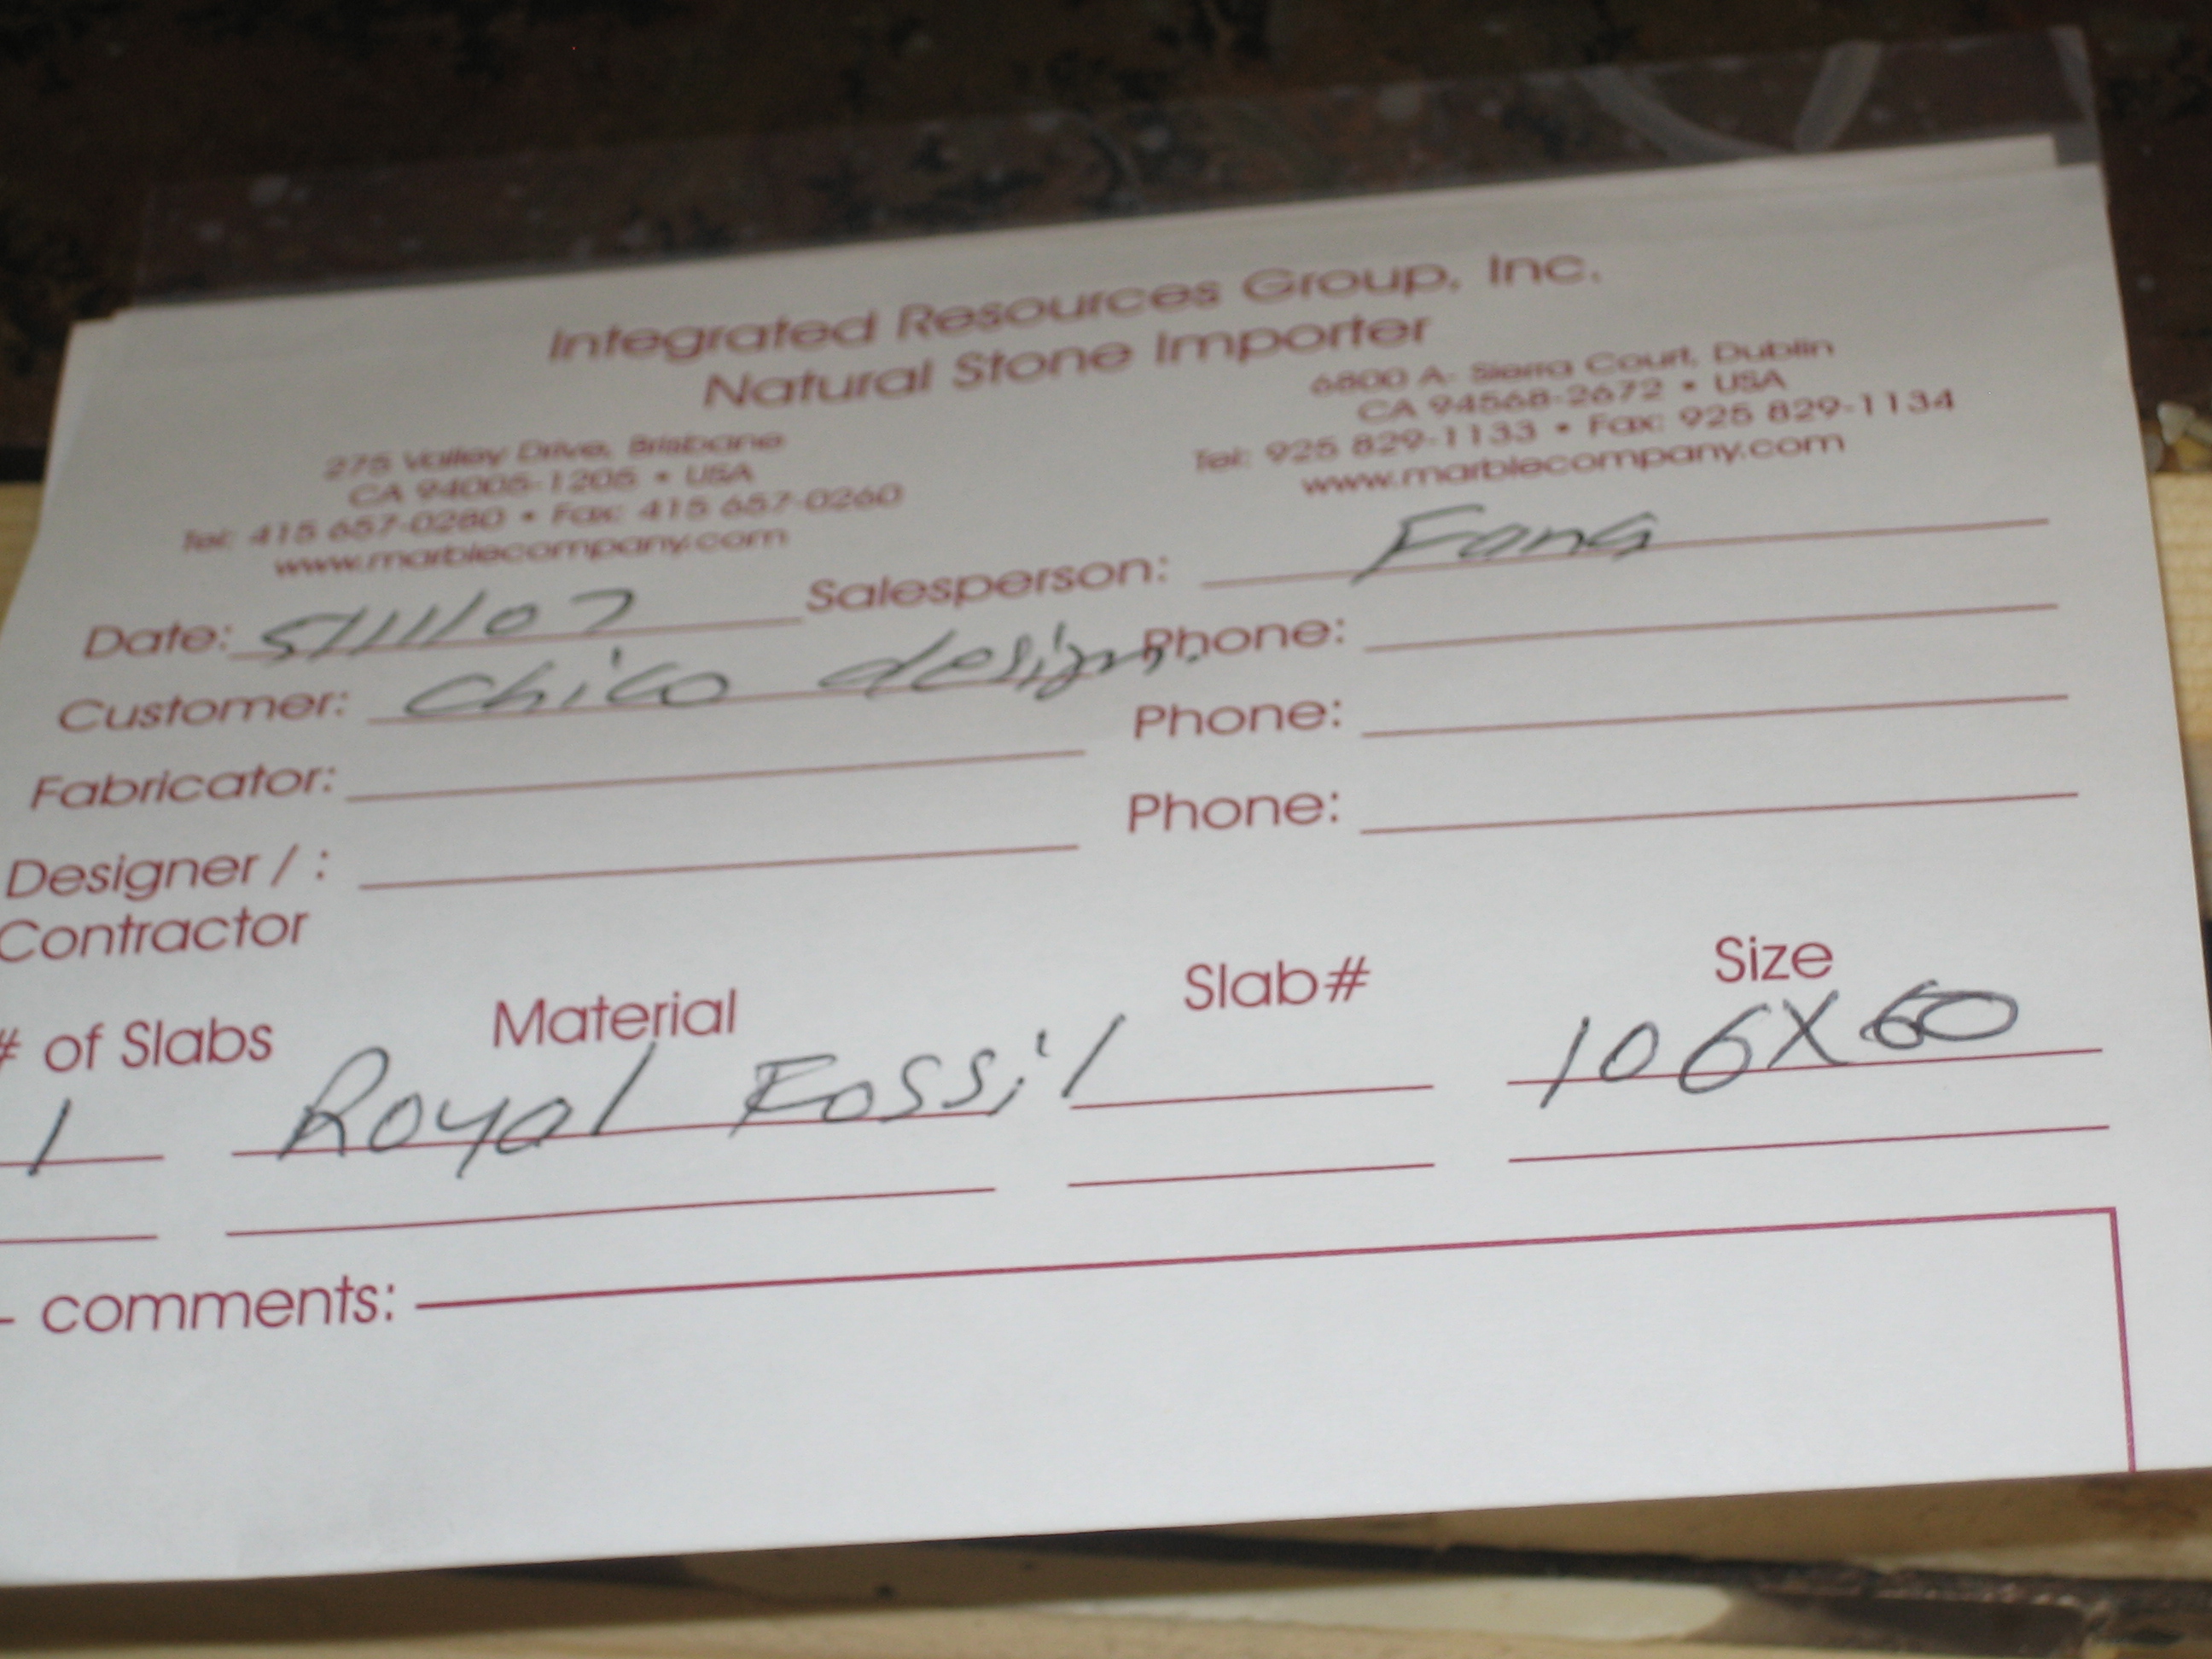 Integrated Resources Group, Inc.
Natural Stone Importer
275 Valley Drive, Brisbane
CA 94005-1205 • USA
Tel: 415 657-0280 • Fax: 415 657-0260
www.marblecompany.com
6800 A- Sierra Court, Dublin
CA 94568-2672 • USA
Tel: 925 829-1133 • Fax: 925 829-1134
www.marblecompany.com
Date: 5/11/07 Salesperson: Fong
Customer: Chico design. Phone:
Fabricator: Phone:
Designer / : Phone:
Contractor
# of Slabs Material Slab# Size
1 Royal Fossil 106X60
comments: